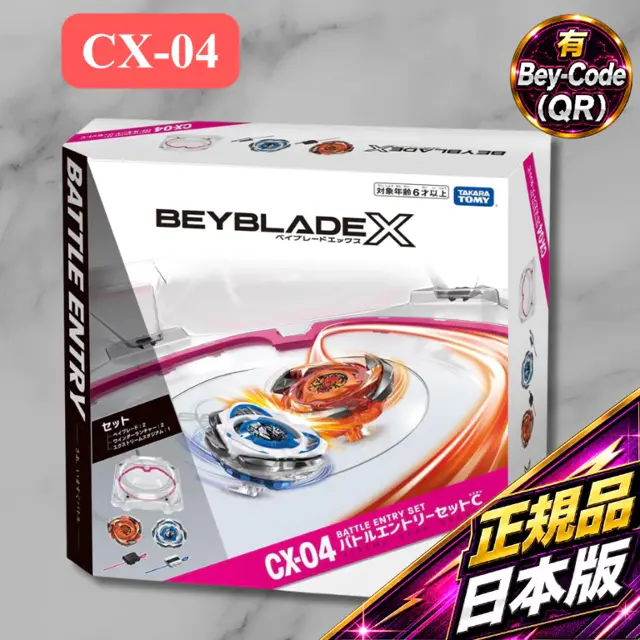 CX-04
有
Bey-Code
(QR)
CX-04
BEYBLADE X
対象年齢6才以上
TAKARA
TOMY
BEYBLADE X
ベイブレードエックス
BATTLE ENTRY
セット
ベイブレード:2
ワインダーランチャー:2
エクストリームスタジアム:1
BATTLE ENTRY SET
CX-04 バトルエントリーセットC
正規品
日本版